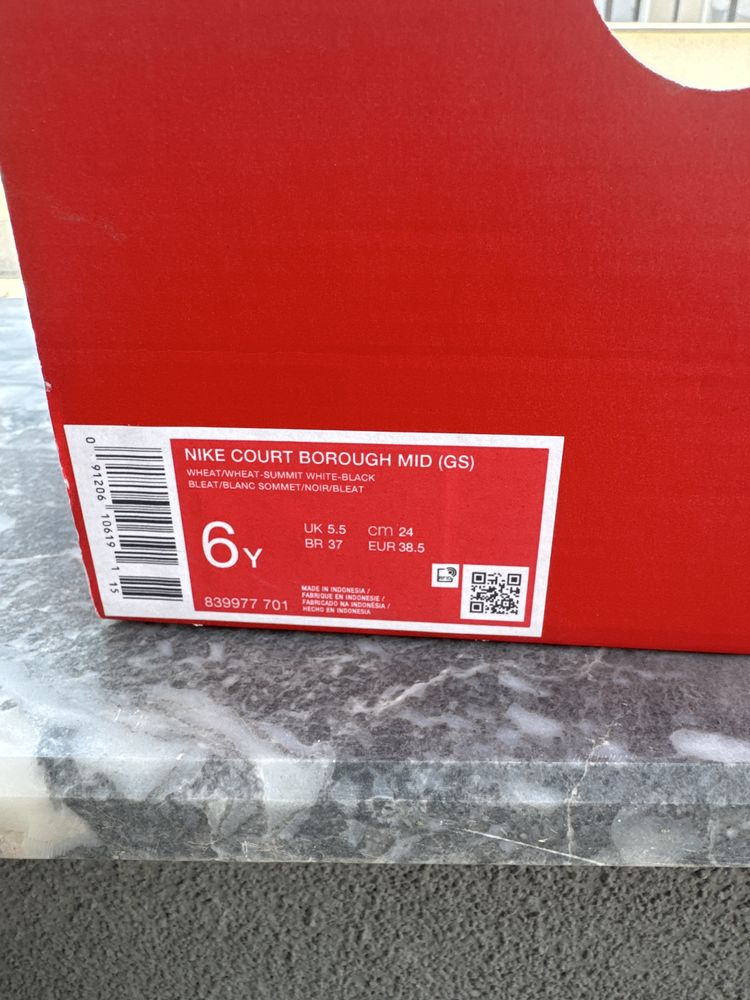 NIKE COURT BOROUGH MID (GS)
WHEAT/WHEAT-SUMMIT WHITE-BLACK
BLEAT/BLANC SOMMET/NOIR/BLEAT
6Y
UK 5.5 cm 24
BR 37 EUR 38.5
839977 701
MADE IN INDONESIA /
FABRIQUE EN INDONESIE /
FABRICADO NA INDONÉSIA /
HECHO EN INDONESIA
0 91206 10619 1 15